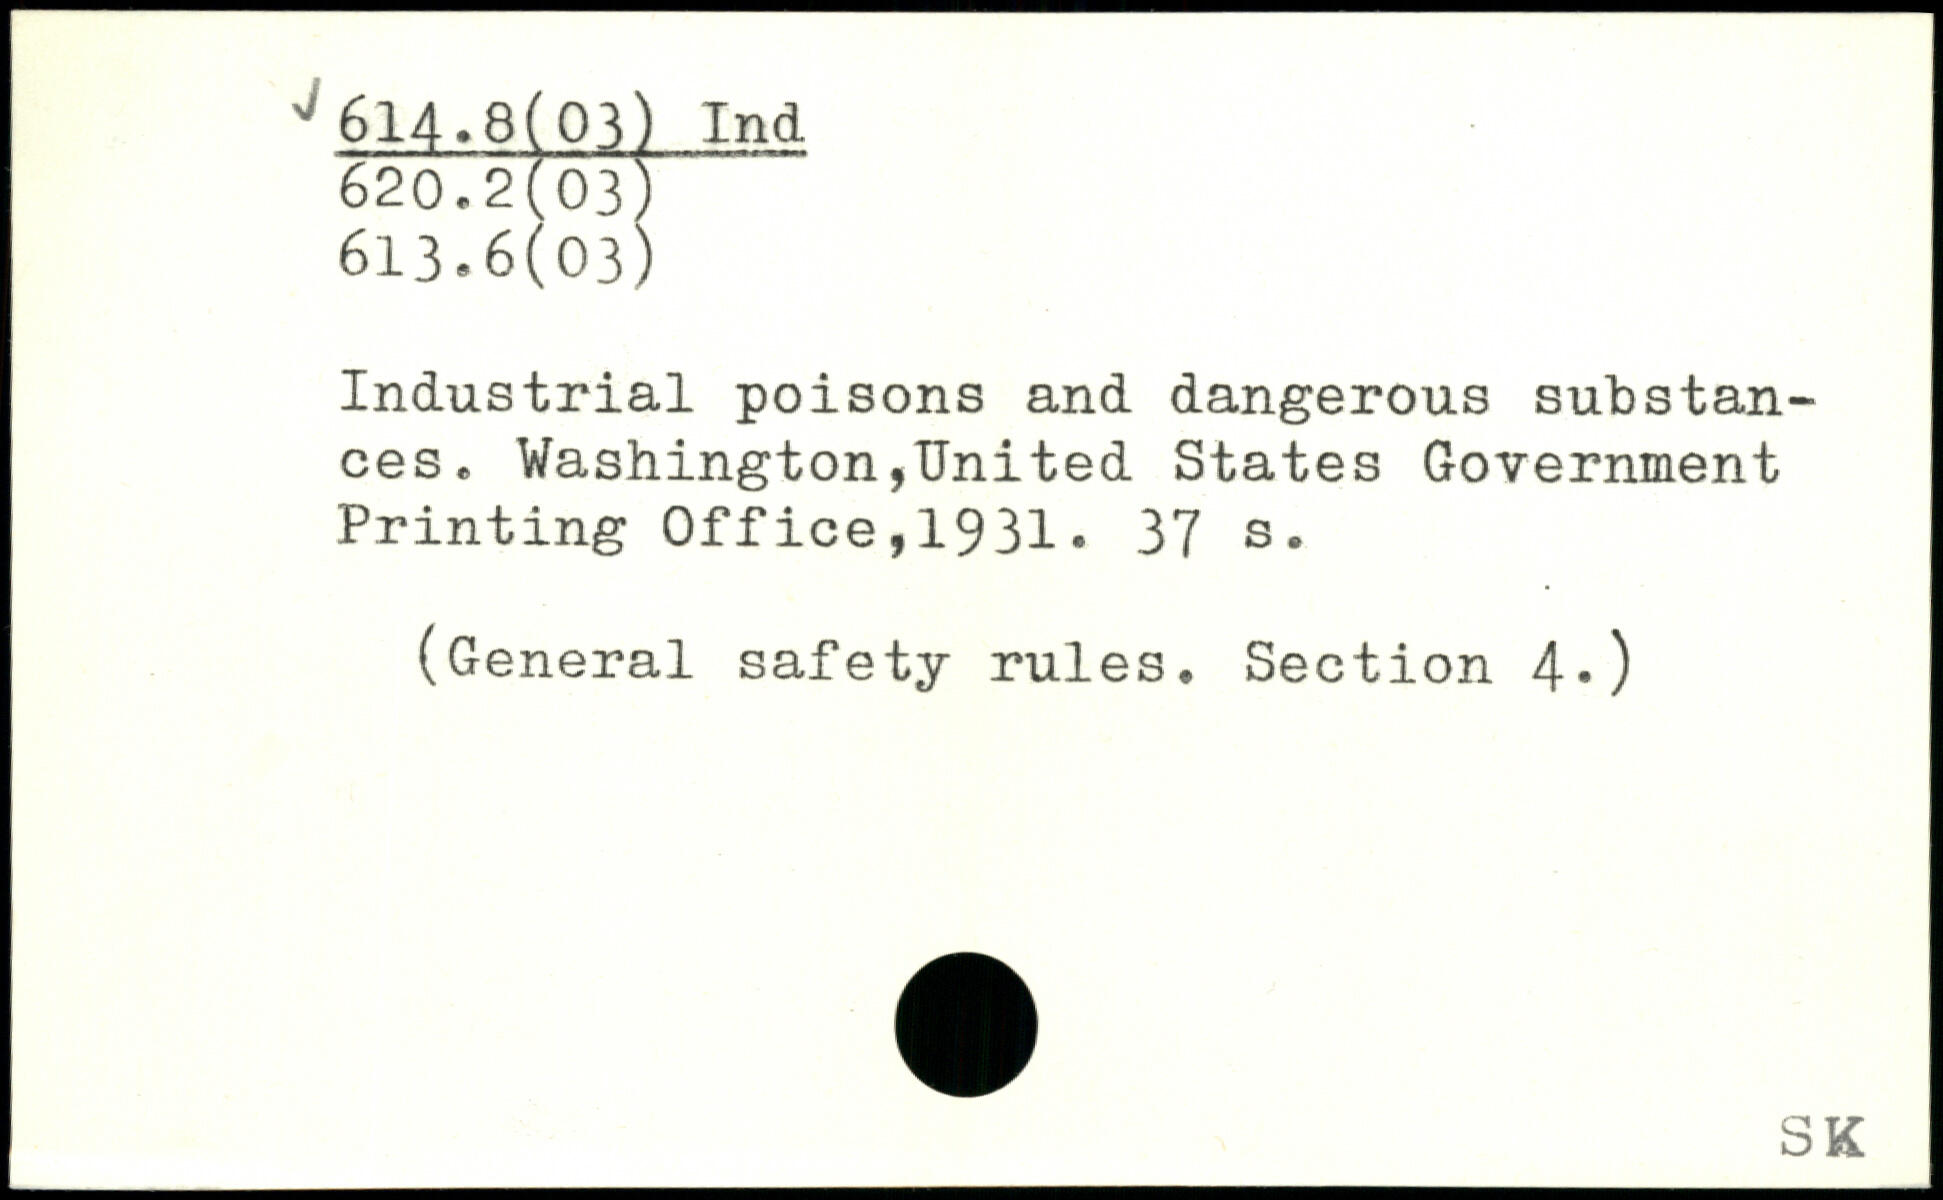 614.8(03) Ind
620.2(03)
613.6(03)
Industrial poisons and dangerous substan-
ces. Washington,United States Government
Printing Office,1931. 37 s.
(General safety rules. Section 4.)
SK